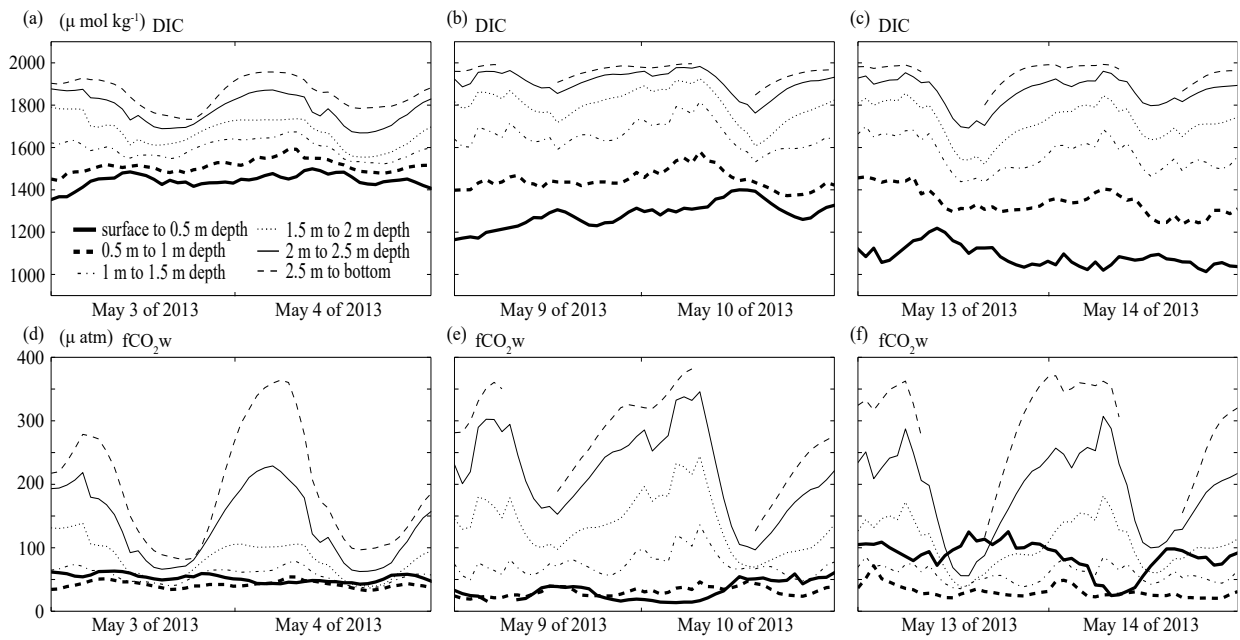 (a) (μ mol kg⁻¹) DIC
(b) DIC
(c) DIC
2000
1800
1600
1400
1200
1000
surface to 0.5 m depth
0.5 m to 1 m depth
1 m to 1.5 m depth
1.5 m to 2 m depth
2 m to 2.5 m depth
2.5 m to bottom
May 3 of 2013
May 4 of 2013
May 9 of 2013
May 10 of 2013
May 13 of 2013
May 14 of 2013
(d) (μ atm) fCO₂w
(e) fCO₂w
(f) fCO₂w
400
300
200
100
0
May 3 of 2013
May 4 of 2013
May 9 of 2013
May 10 of 2013
May 13 of 2013
May 14 of 2013